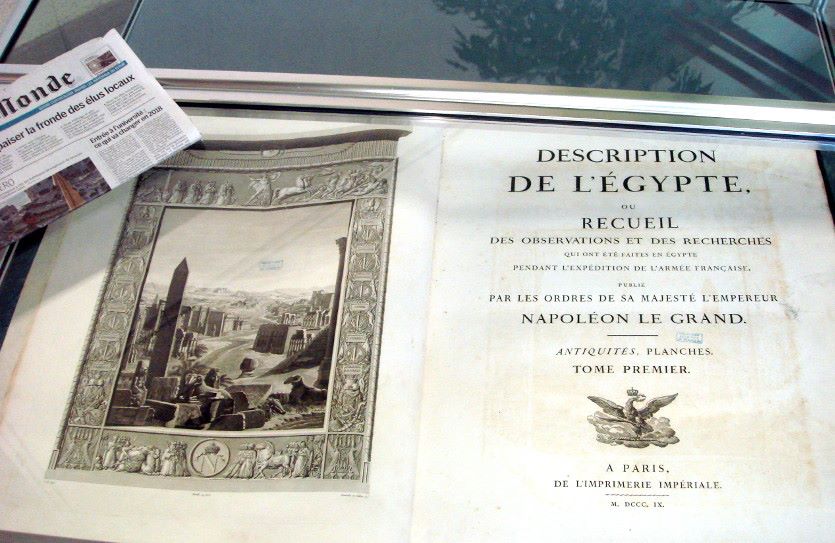 Monde
paiser la fronde des élus locaux
Entrée à l'université :
ce qui va changer en 2018
DESCRIPTION
DE L'ÉGYPTE,
OU
RECUEIL
DES OBSERVATIONS ET DES RECHERCHES
QUI ONT ÉTÉ FAITES EN ÉGYPTE
PENDANT L'EXPÉDITION DE L'ARMÉE FRANÇAISE,
PUBLIÉ
PAR LES ORDRES DE SA MAJESTÉ L'EMPEREUR
NAPOLÉON LE GRAND.
ANTIQUITÉS, PLANCHES.
TOME PREMIER.
A PARIS,
DE L'IMPRIMERIE IMPÉRIALE.
M. DCCC. IX.